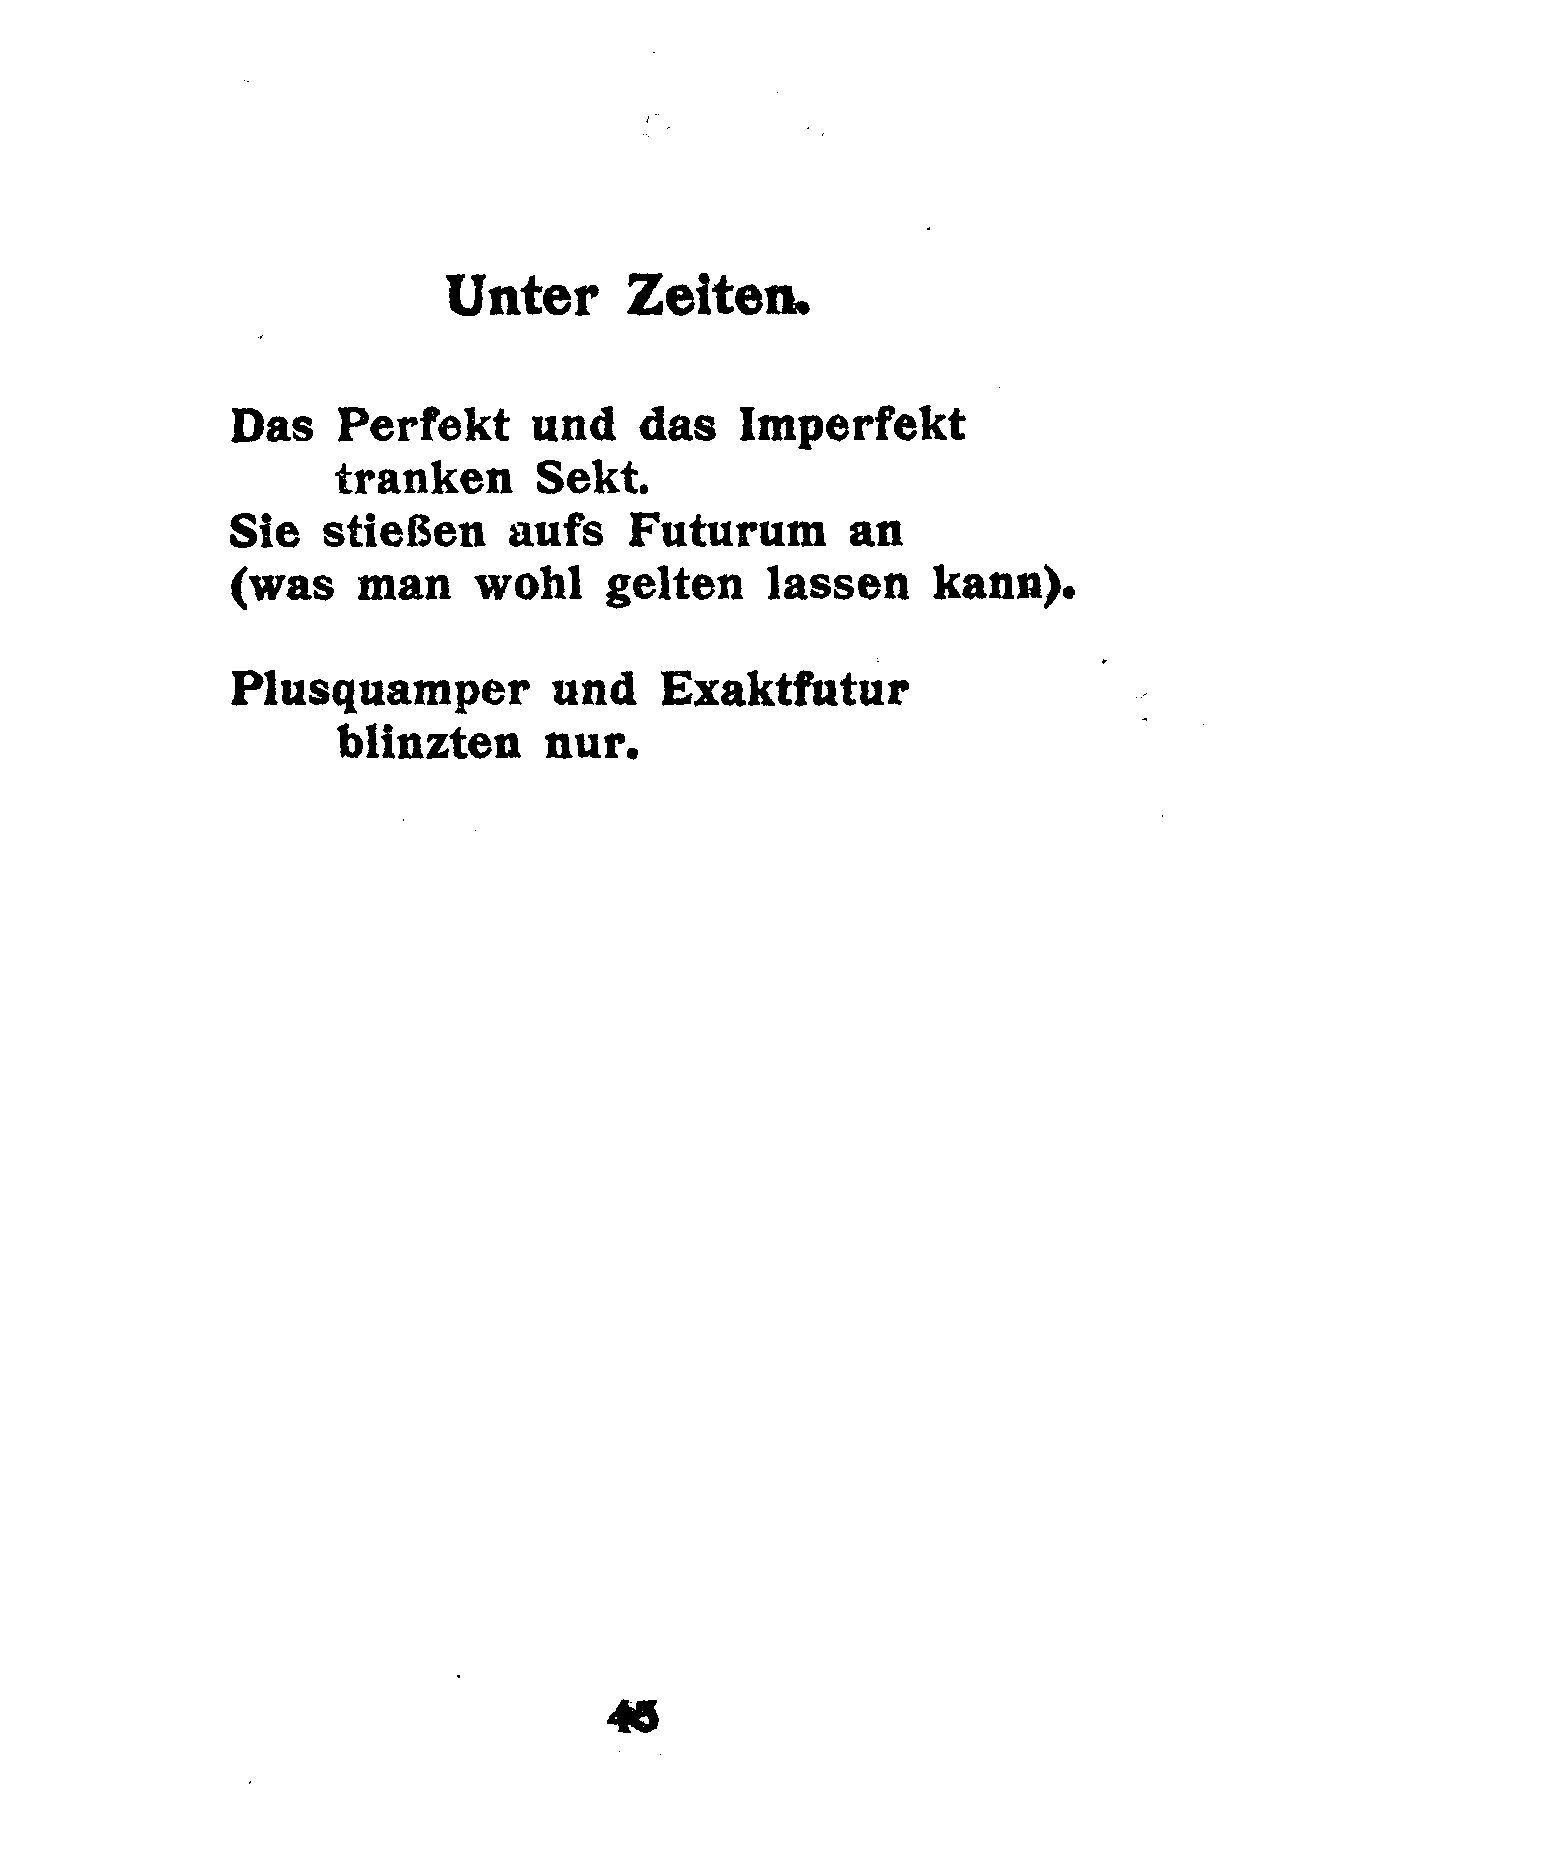 Unter Zeiten.
Das Perfekt und das Imperfekt
tranken Sekt.
Sie stießen aufs Futurum an
(was man wohl gelten lassen kann).
Plusquamper und Exaktfutur
blinzten nur.
45